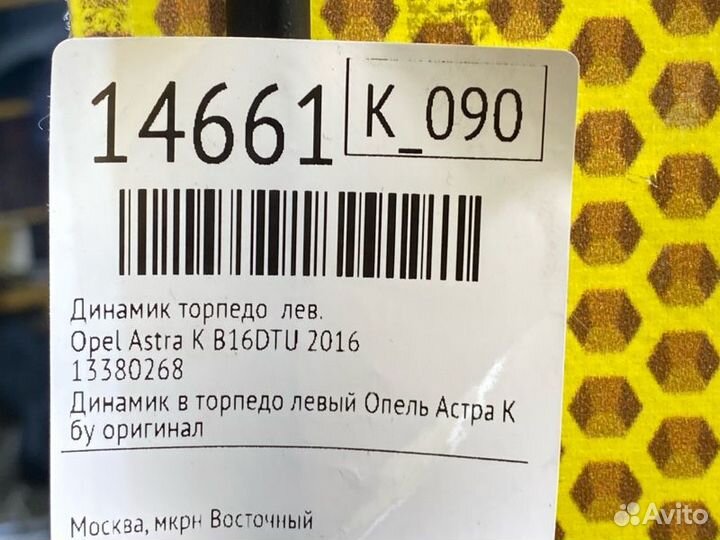 14661 K_090
Динамик торпедо лев.
Opel Astra K B16DTU 2016
13380268
Динамик в торпедо левый Опель Астра К
бу оригинал
Москва, мкрн Восточный
Avito